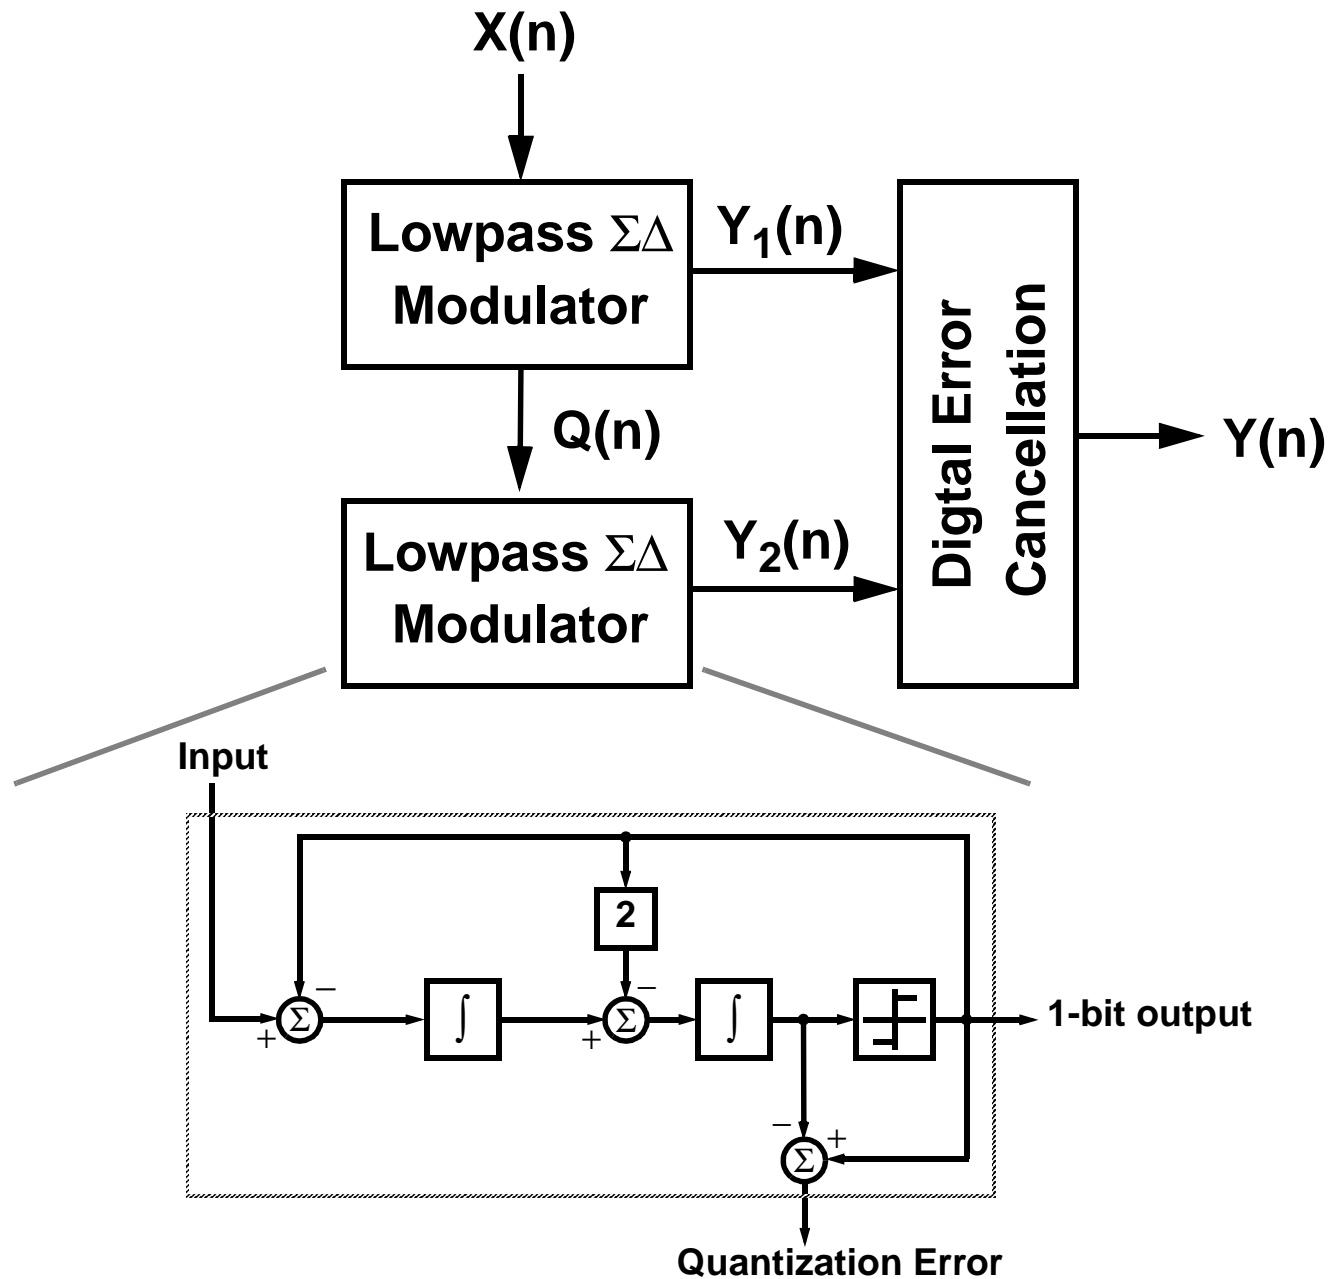 X(n)
Lowpass ΣΔ
Modulator
Y1(n)
Q(n)
Lowpass ΣΔ
Modulator
Y2(n)
Digtal Error
Cancellation
Y(n)
Input
2
−
Σ
+
∫
−
Σ
+
∫
1-bit output
−
+
Σ
Quantization Error